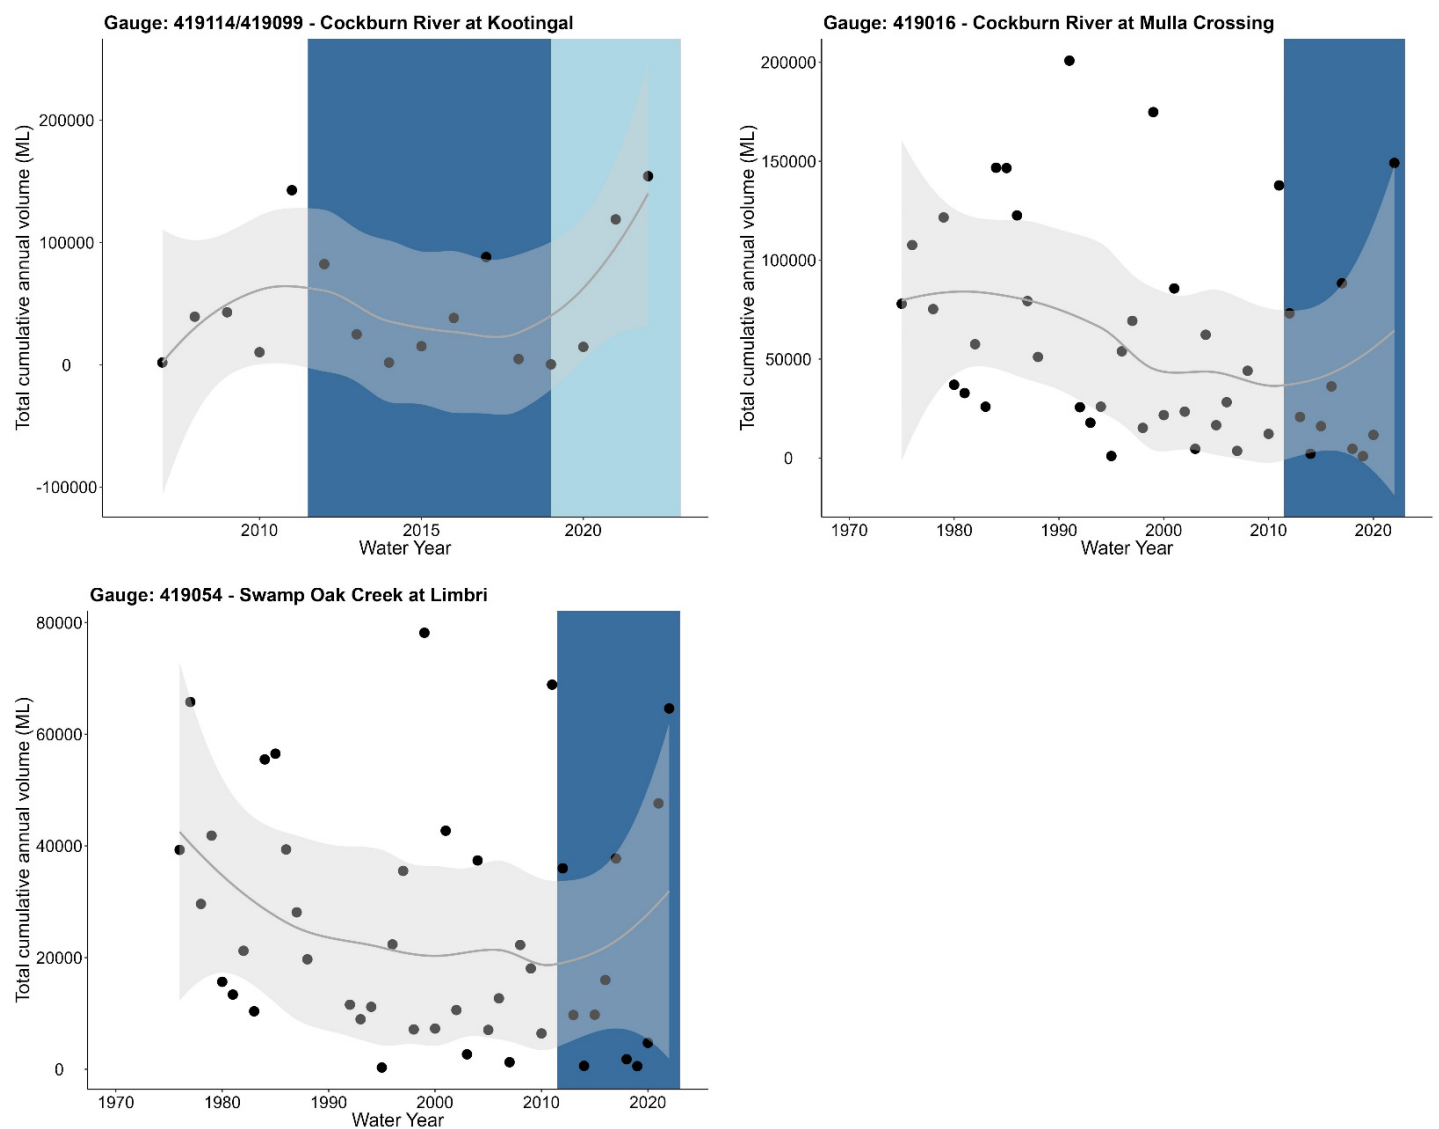 Gauge: 419114/419099 - Cockburn River at Kootingal
Total cumulative annual volume (ML)
200000
100000
0
-100000
2010 2015 2020
Water Year
Gauge: 419016 - Cockburn River at Mulla Crossing
Total cumulative annual volume (ML)
200000
150000
100000
50000
0
1970 1980 1990 2000 2010 2020
Water Year
Gauge: 419054 - Swamp Oak Creek at Limbri
Total cumulative annual volume (ML)
80000
60000
40000
20000
0
1970 1980 1990 2000 2010 2020
Water Year